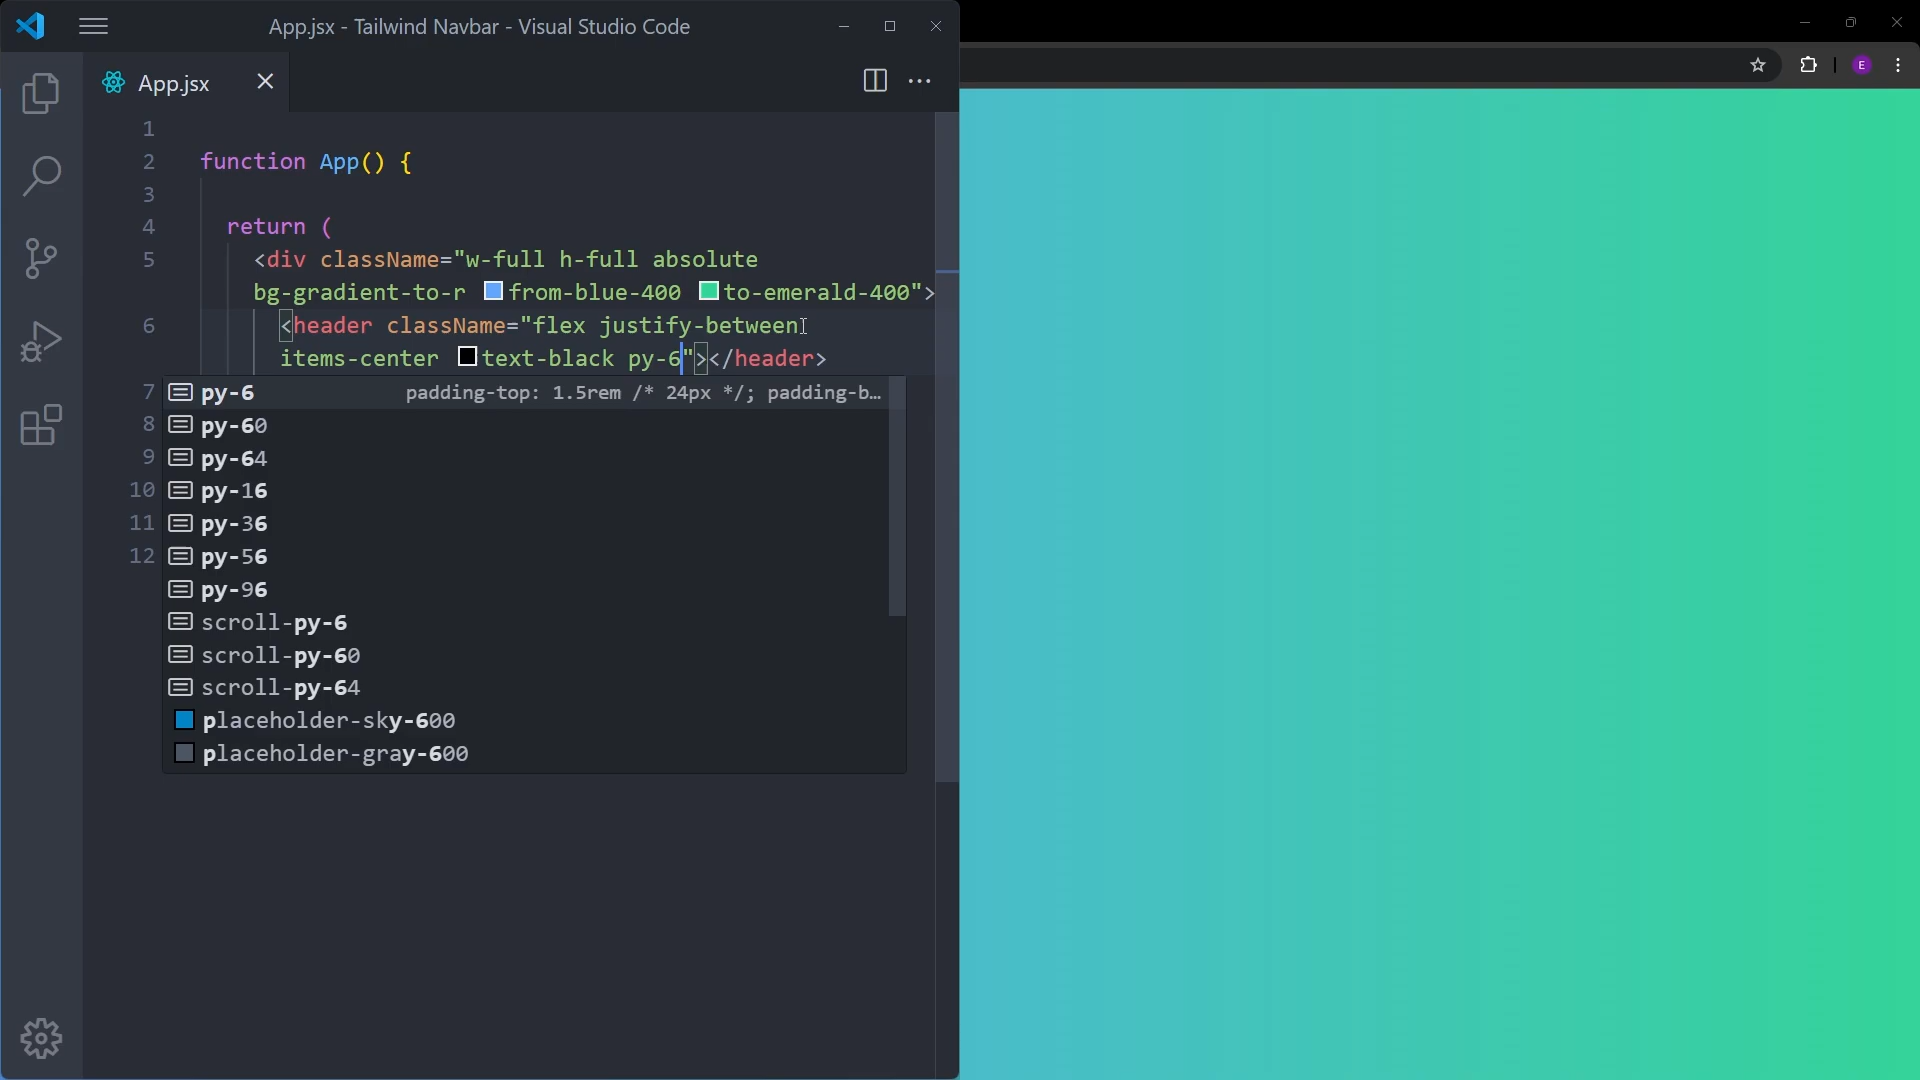 App.jsx - Tailwind Navbar - Visual Studio Code
E
App.jsx
1
2 function App() {
3
4 return (
5 <div className="w-full h-full absolute
bg-gradient-to-r from-blue-400 to-emerald-400">
6 <header className="flex justify-between
items-center text-black py-6"></header>
7 py-6 padding-top: 1.5rem /* 24px */; padding-b…
8 py-60
9 py-64
10 py-16
11 py-36
12 py-56
py-96
scroll-py-6
scroll-py-60
scroll-py-64
placeholder-sky-600
placeholder-gray-600